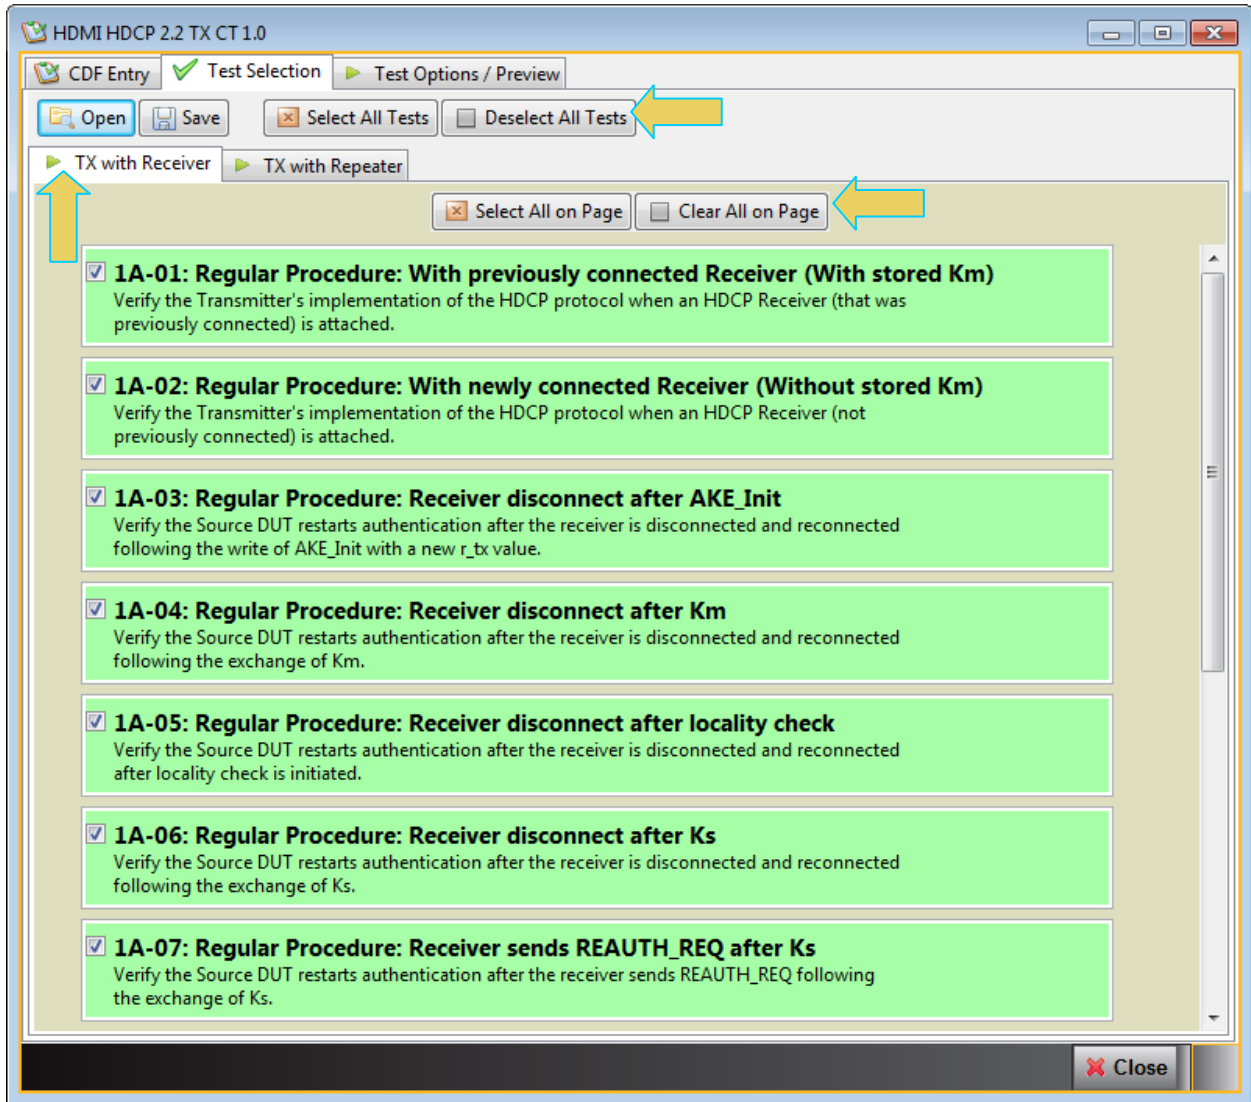 HDMI HDCP 2.2 TX CT 1.0
CDF Entry Test Selection Test Options / Preview
Open Save Select All Tests Deselect All Tests
TX with Receiver TX with Repeater
Select All on Page Clear All on Page
1A-01: Regular Procedure: With previously connected Receiver (With stored Km)
Verify the Transmitter's implementation of the HDCP protocol when an HDCP Receiver (that was
previously connected) is attached.
1A-02: Regular Procedure: With newly connected Receiver (Without stored Km)
Verify the Transmitter's implementation of the HDCP protocol when an HDCP Receiver (not
previously connected) is attached.
1A-03: Regular Procedure: Receiver disconnect after AKE_Init
Verify the Source DUT restarts authentication after the receiver is disconnected and reconnected
following the write of AKE_Init with a new r_tx value.
1A-04: Regular Procedure: Receiver disconnect after Km
Verify the Source DUT restarts authentication after the receiver is disconnected and reconnected
following the exchange of Km.
1A-05: Regular Procedure: Receiver disconnect after locality check
Verify the Source DUT restarts authentication after the receiver is disconnected and reconnected
after locality check is initiated.
1A-06: Regular Procedure: Receiver disconnect after Ks
Verify the Source DUT restarts authentication after the receiver is disconnected and reconnected
following the exchange of Ks.
1A-07: Regular Procedure: Receiver sends REAUTH_REQ after Ks
Verify the Source DUT restarts authentication after the receiver sends REAUTH_REQ following
the exchange of Ks.
Close